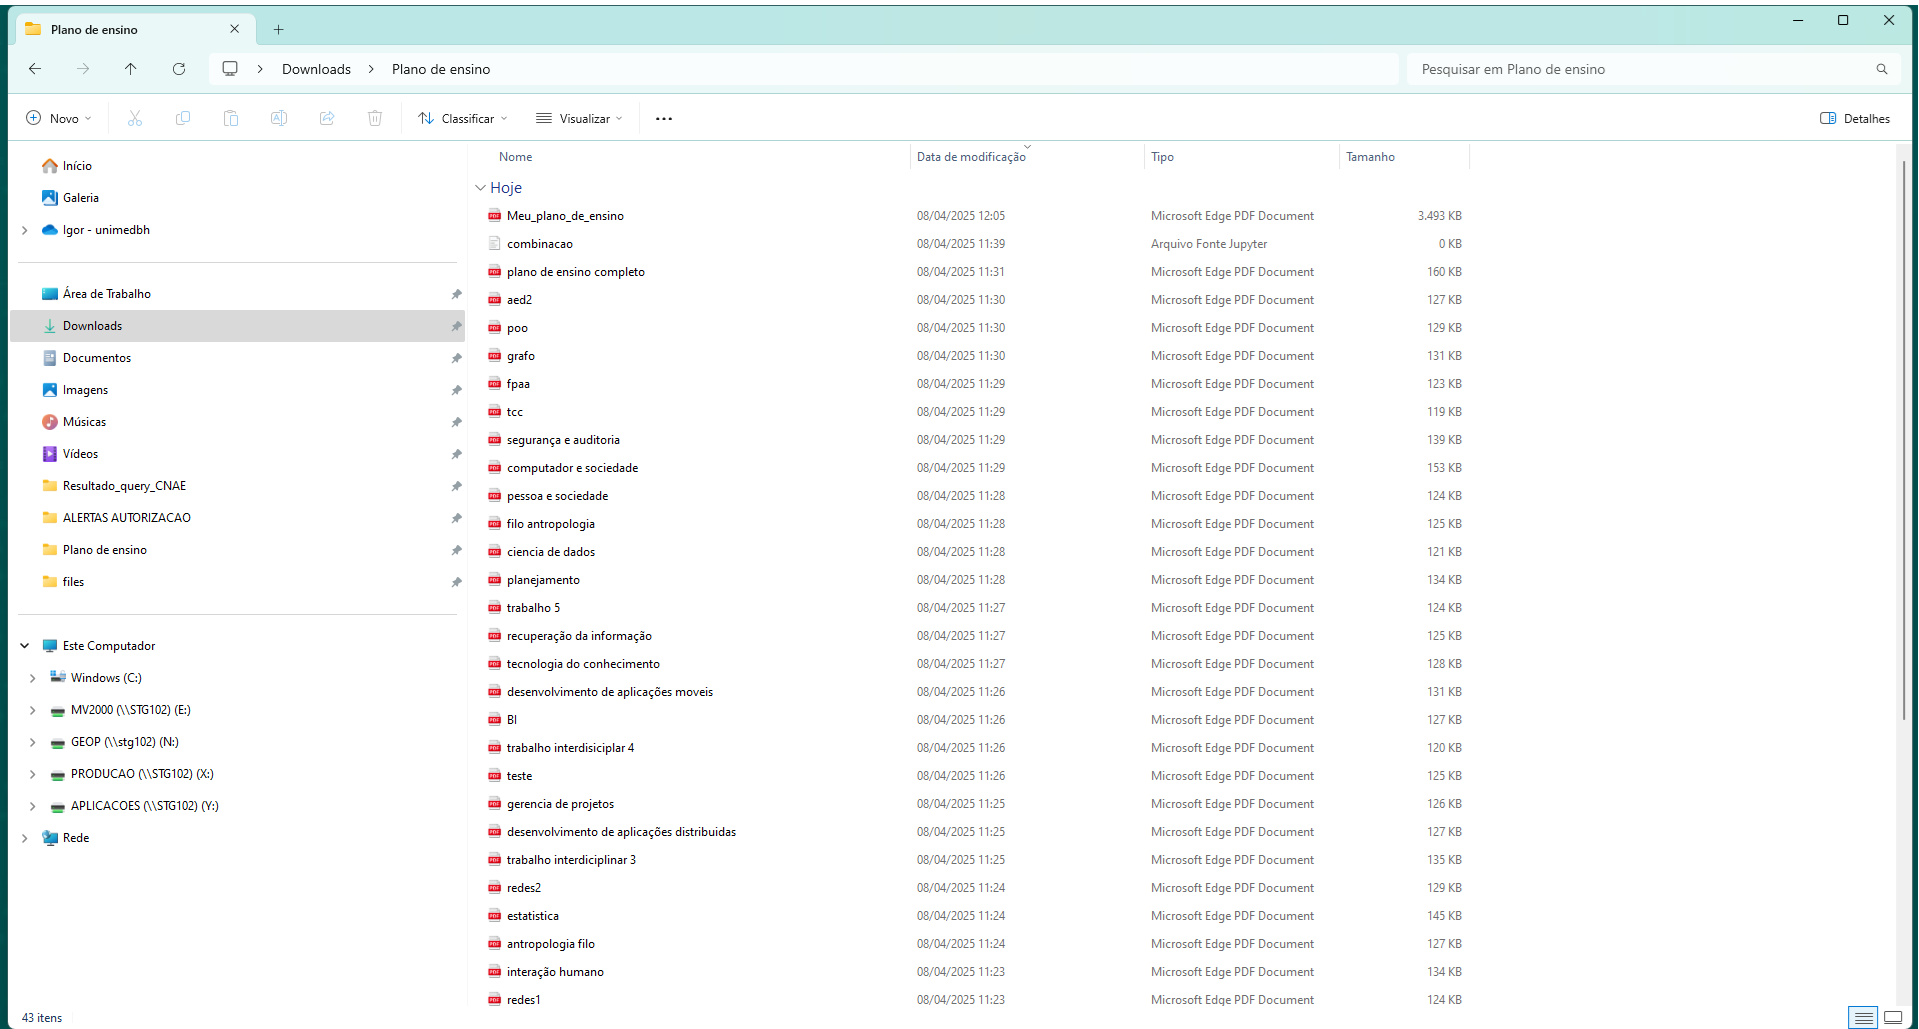 Plano de ensino
Downloads
Plano de ensino
Pesquisar em Plano de ensino
Novo
Classificar
Visualizar
Detalhes
Início
Galeria
Igor - unimedbh
Área de Trabalho
Downloads
Documentos
Imagens
Músicas
Vídeos
Resultado_query_CNAE
ALERTAS AUTORIZACAO
Plano de ensino
files
Este Computador
Windows (C:)
MV2000 (\\STG102) (E:)
GEOP (\\stg102) (N:)
PRODUCAO (\\STG102) (X:)
APLICACOES (\\STG102) (Y:)
Rede
Nome Data de modificação Tipo Tamanho
Hoje
Meu_plano_de_ensino 08/04/2025 12:05 Microsoft Edge PDF Document 3.493 KB
combinacao 08/04/2025 11:39 Arquivo Fonte Jupyter 0 KB
plano de ensino completo 08/04/2025 11:31 Microsoft Edge PDF Document 160 KB
aed2 08/04/2025 11:30 Microsoft Edge PDF Document 127 KB
poo 08/04/2025 11:30 Microsoft Edge PDF Document 129 KB
grafo 08/04/2025 11:30 Microsoft Edge PDF Document 131 KB
fpaa 08/04/2025 11:29 Microsoft Edge PDF Document 123 KB
tcc 08/04/2025 11:29 Microsoft Edge PDF Document 119 KB
segurança e auditoria 08/04/2025 11:29 Microsoft Edge PDF Document 139 KB
computador e sociedade 08/04/2025 11:29 Microsoft Edge PDF Document 153 KB
pessoa e sociedade 08/04/2025 11:28 Microsoft Edge PDF Document 124 KB
filo antropologia 08/04/2025 11:28 Microsoft Edge PDF Document 125 KB
ciencia de dados 08/04/2025 11:28 Microsoft Edge PDF Document 121 KB
planejamento 08/04/2025 11:28 Microsoft Edge PDF Document 134 KB
trabalho 5 08/04/2025 11:27 Microsoft Edge PDF Document 124 KB
recuperação da informação 08/04/2025 11:27 Microsoft Edge PDF Document 125 KB
tecnologia do conhecimento 08/04/2025 11:27 Microsoft Edge PDF Document 128 KB
desenvolvimento de aplicações moveis 08/04/2025 11:26 Microsoft Edge PDF Document 131 KB
BI 08/04/2025 11:26 Microsoft Edge PDF Document 127 KB
trabalho interdisiciplar 4 08/04/2025 11:26 Microsoft Edge PDF Document 120 KB
teste 08/04/2025 11:26 Microsoft Edge PDF Document 125 KB
gerencia de projetos 08/04/2025 11:25 Microsoft Edge PDF Document 126 KB
desenvolvimento de aplicações distribuidas 08/04/2025 11:25 Microsoft Edge PDF Document 127 KB
trabalho interdiciplinar 3 08/04/2025 11:25 Microsoft Edge PDF Document 135 KB
redes2 08/04/2025 11:24 Microsoft Edge PDF Document 129 KB
estatistica 08/04/2025 11:24 Microsoft Edge PDF Document 145 KB
antropologia filo 08/04/2025 11:24 Microsoft Edge PDF Document 127 KB
interação humano 08/04/2025 11:23 Microsoft Edge PDF Document 134 KB
redes1 08/04/2025 11:23 Microsoft Edge PDF Document 124 KB
43 itens